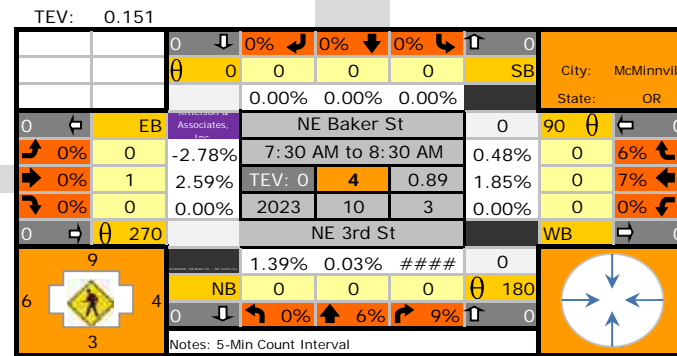 TEV: 0.151
0 0% 0% 0% 0
θ 0 0 0 0 SB City: McMinnvil
0.00% 0.00% 0.00% State: OR
0 EB Associates, NE Baker St 0 90 θ
0% 0 -2.78% 7:30 AM to 8:30 AM 0.48% 0 6%
0% 1 2.59% TEV: 0 4 0.89 1.85% 0 7%
0% 0 0.00% 2023 10 3 0.00% 0 0%
0 θ 270 NE 3rd St WB
9 1.39% 0.03% #### 0
6 4 NB 0 0 0 θ 180
3 0 0% 6% 9% 0
Notes: 5-Min Count Interval